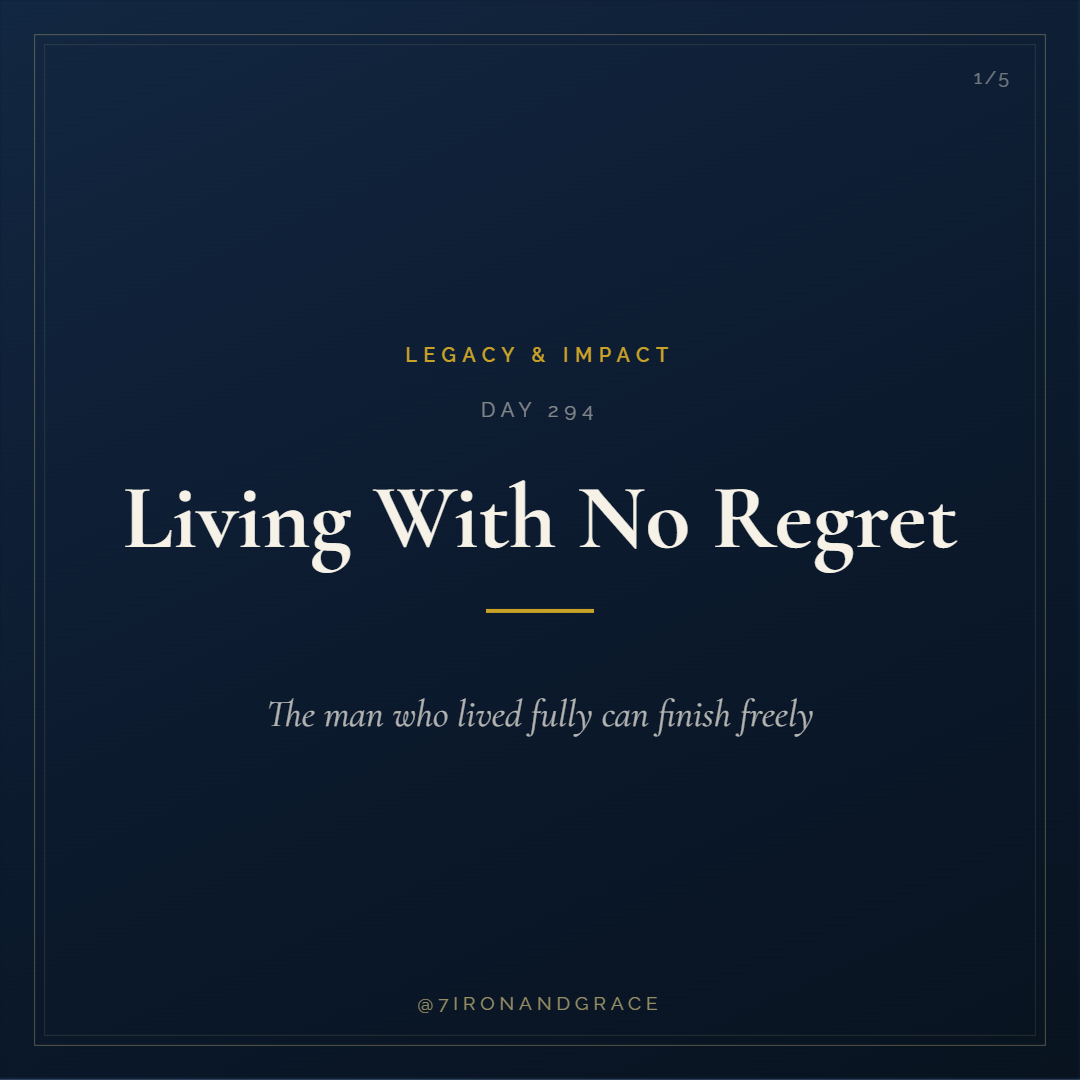 1/5
LEGACY & IMPACT
DAY 294
Living With No Regret
The man who lived fully can finish freely
@7IRONANDGRACE